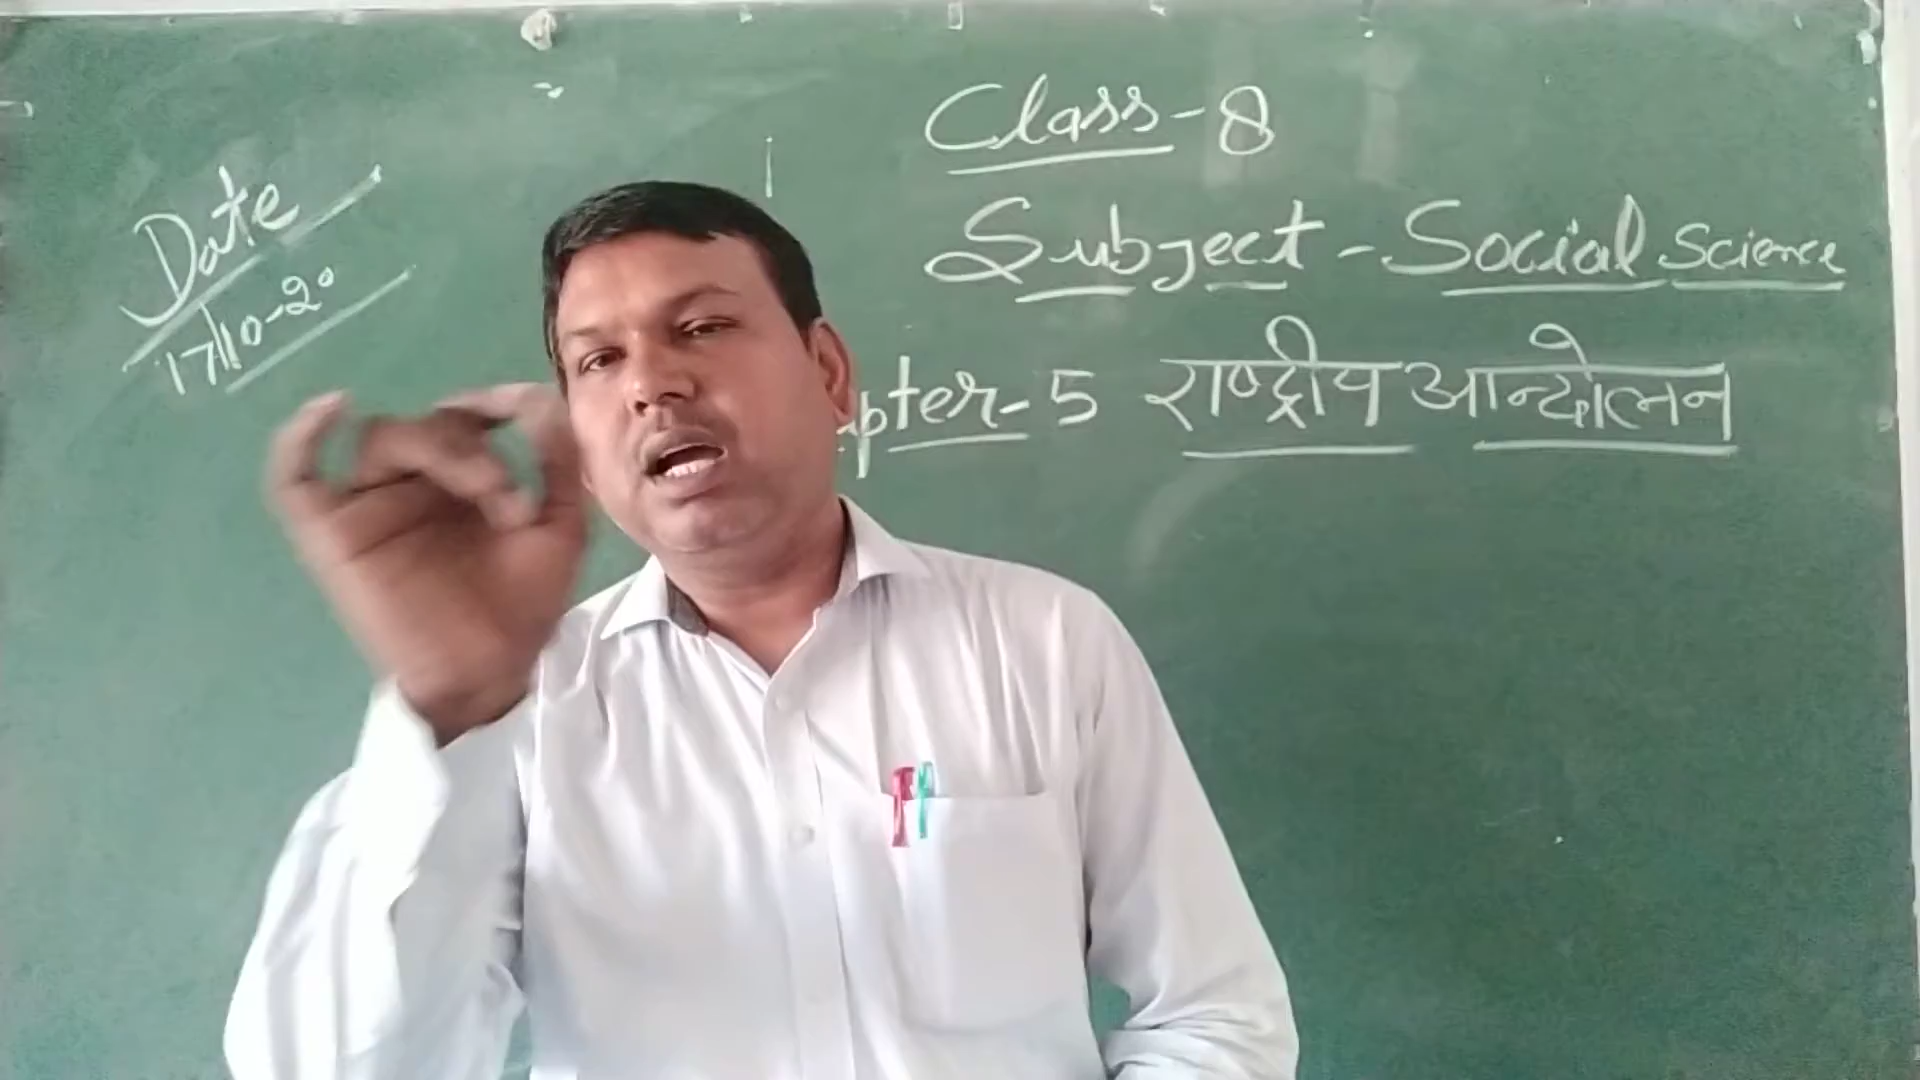 Date
17/10-20
Class-8
Subject - Social Science
pter-5 राष्ट्रीय आन्दोलन